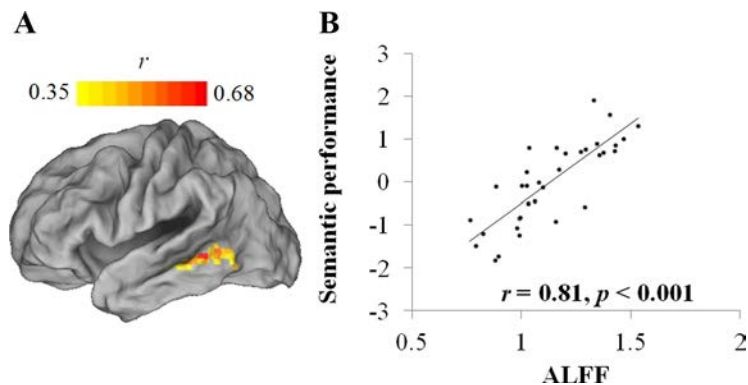 A
r
0.35 0.68
B
Semantic performance
3
2
1
0
-1
-2
-3
r = 0.81, p < 0.001
0.5 1 1.5 2
ALFF